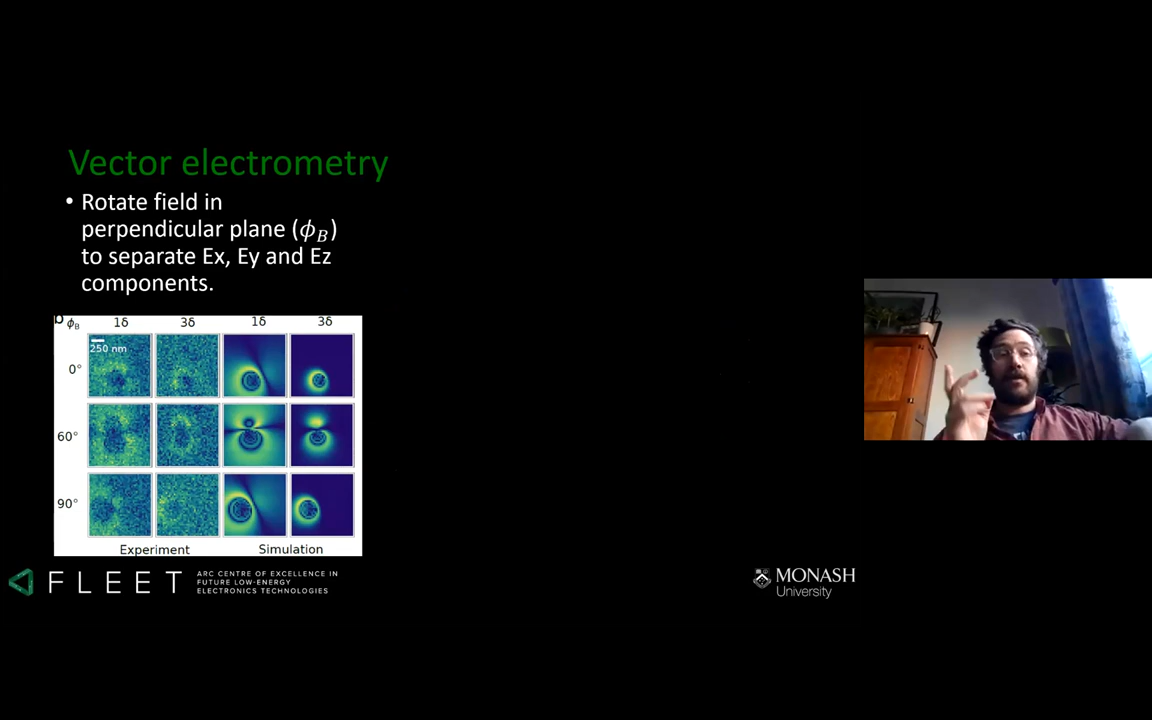 Vector electrometry
• Rotate field in
perpendicular plane (ϕB)
to separate Ex, Ey and Ez
components.
b ϕB 1δ 3δ 1δ 3δ
250 nm
0°
60°
90°
Experiment Simulation
FLEET
ARC CENTRE OF EXCELLENCE IN
FUTURE LOW-ENERGY
ELECTRONICS TECHNOLOGIES
MONASH
University